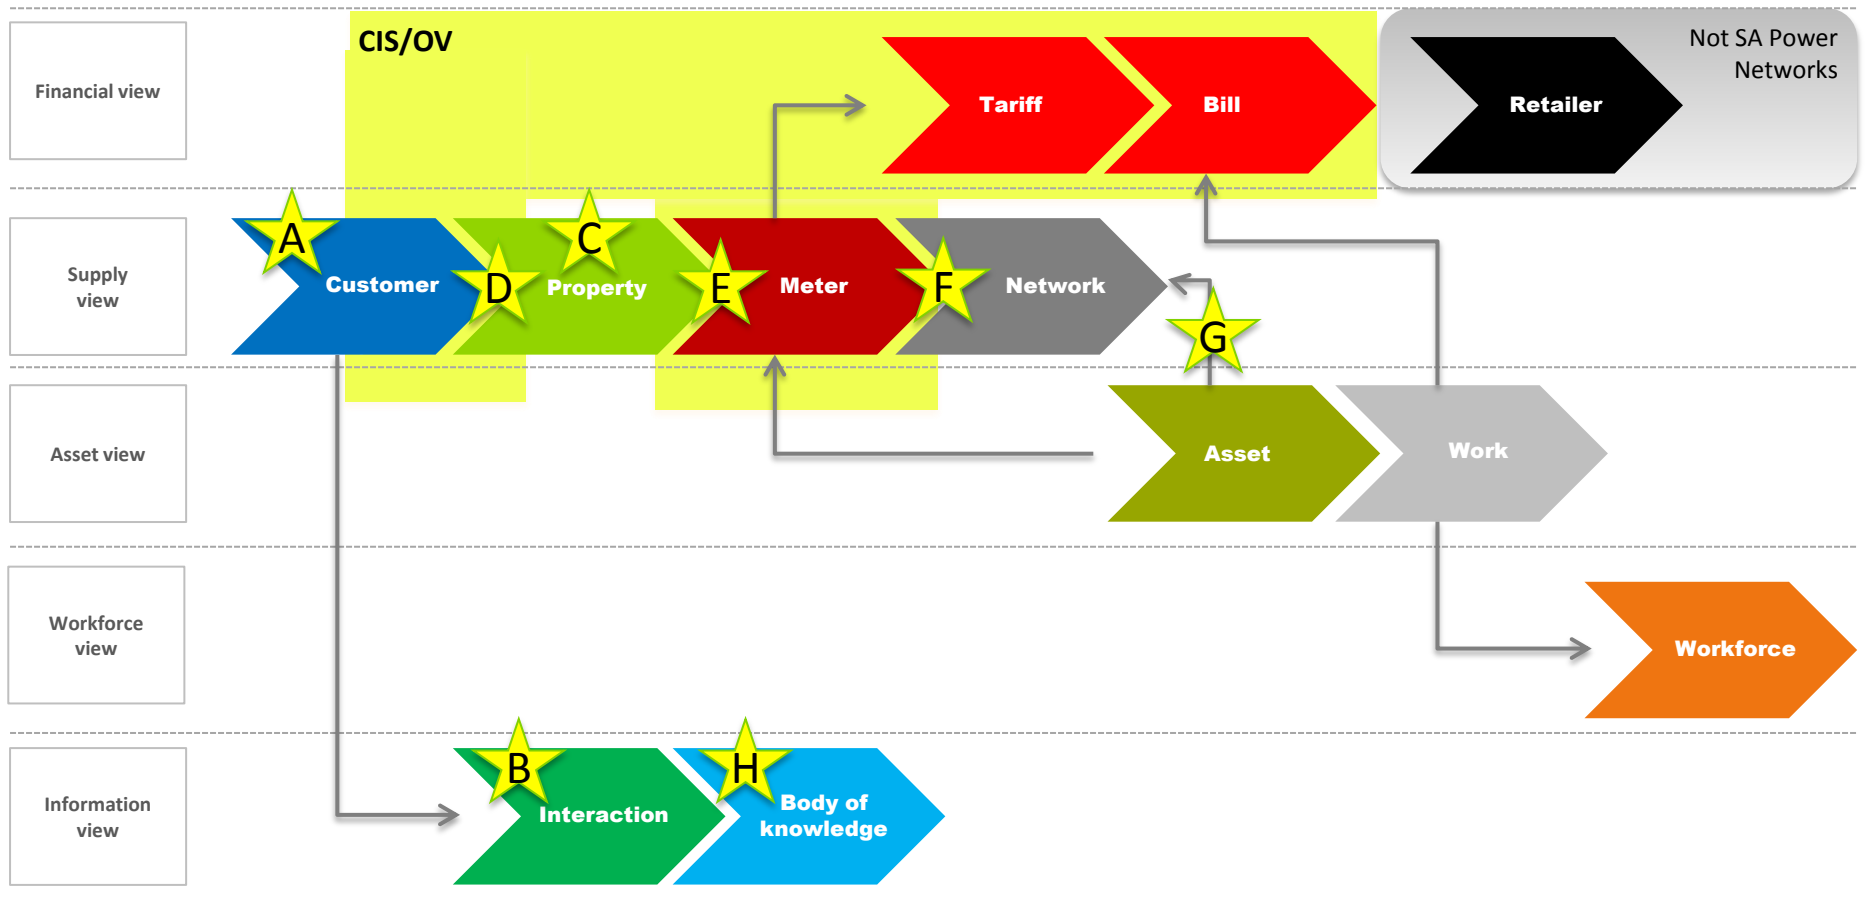 CIS/OV
Not SA Power
Networks
Financial view
Tariff
Bill
Retailer
A
C
Supply
view
Customer
D
Property
E
Meter
F
Network
G
Asset view
Asset
Work
Workforce
view
Workforce
B
H
Information
view
Interaction
Body of
knowledge